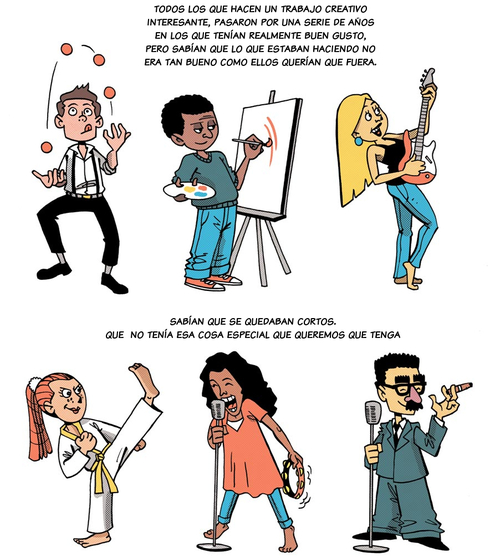 TODOS LOS QUE HACEN UN TRABAJO CREATIVO
INTERESANTE, PASARON POR UNA SERIE DE AÑOS
EN LOS QUE TENÍAN REALMENTE BUEN GUSTO,
PERO SABÍAN QUE LO QUE ESTABAN HACIENDO NO
ERA TAN BUENO COMO ELLOS QUERÍAN QUE FUERA.
SABÍAN QUE SE QUEDABAN CORTOS.
QUE NO TENÍA ESA COSA ESPECIAL QUE QUEREMOS QUE TENGA